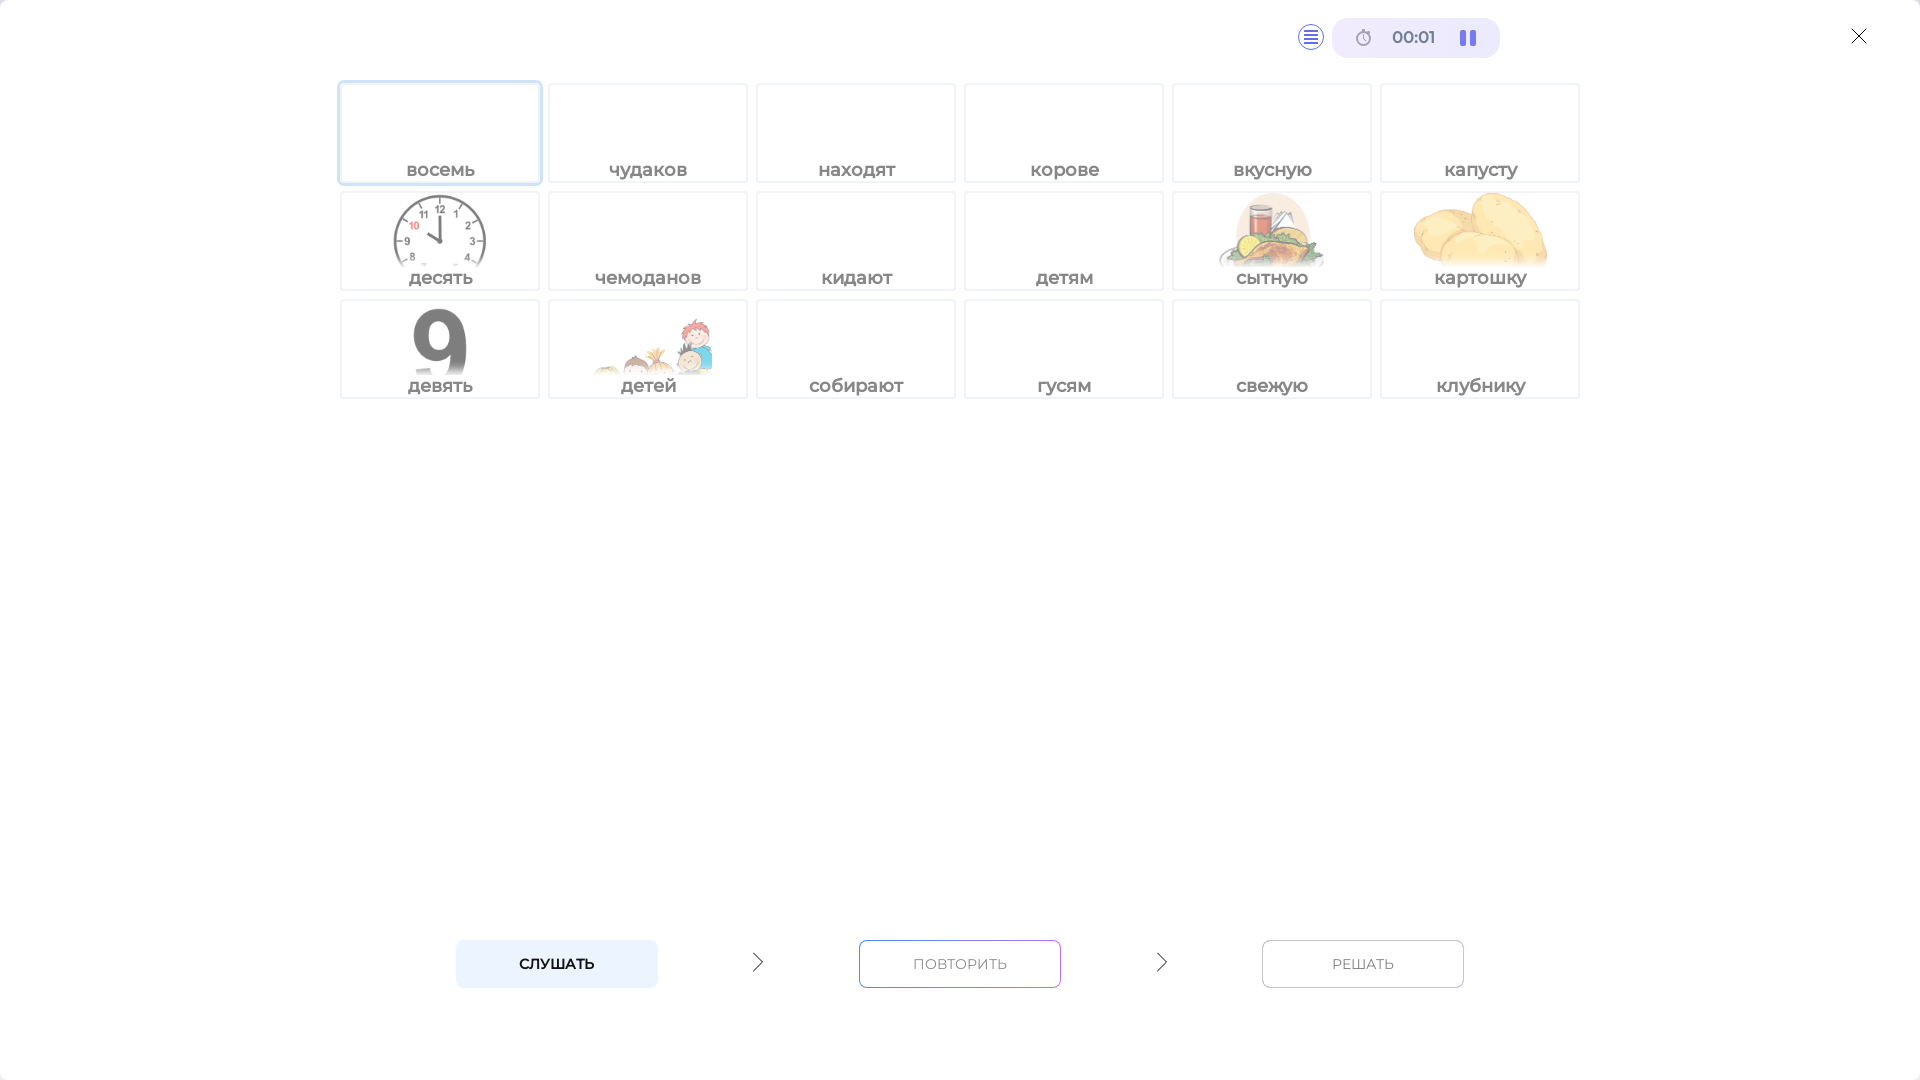 00:01
восемь чудаков находят корове вкусную капусту
12
11 1
10 2
9 3
8 4
десять чемоданов кидают детям сытную картошку
9
девять детей собирают гусям свежую клубнику
СЛУШАТЬ ПОВТОРИТЬ РЕШАТЬ